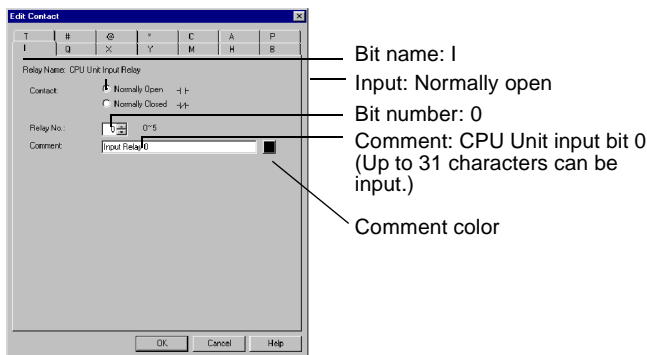 Edit Contact
T # @ * C A P
I Q X Y M H B
Relay Name: CPU Unit Input Relay
Contact: Normally Open
Normally Closed
Relay No.: 0 0~5
Comment: Input Relay 0
OK Cancel Help
Bit name: I
Input: Normally open
Bit number: 0
Comment: CPU Unit input bit 0
(Up to 31 characters can be
input.)
Comment color